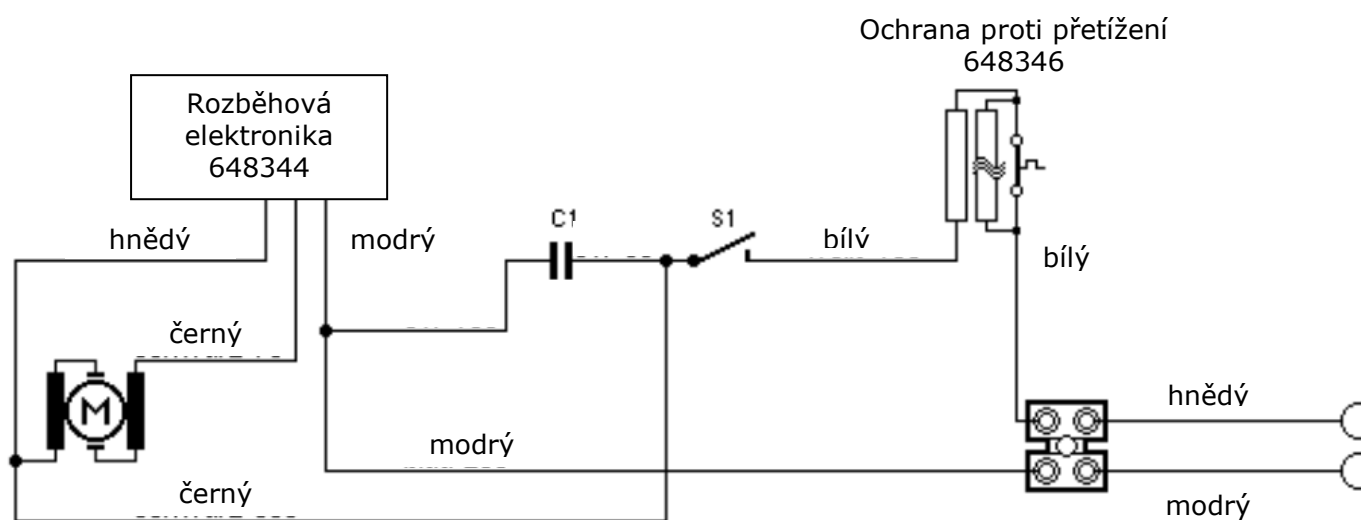 Ochrana proti přetížení
648346
Rozběhová
elektronika
648344
C1
S1
hnědý
modrý
bílý
bílý
černý
M
hnědý
modrý
černý
modrý